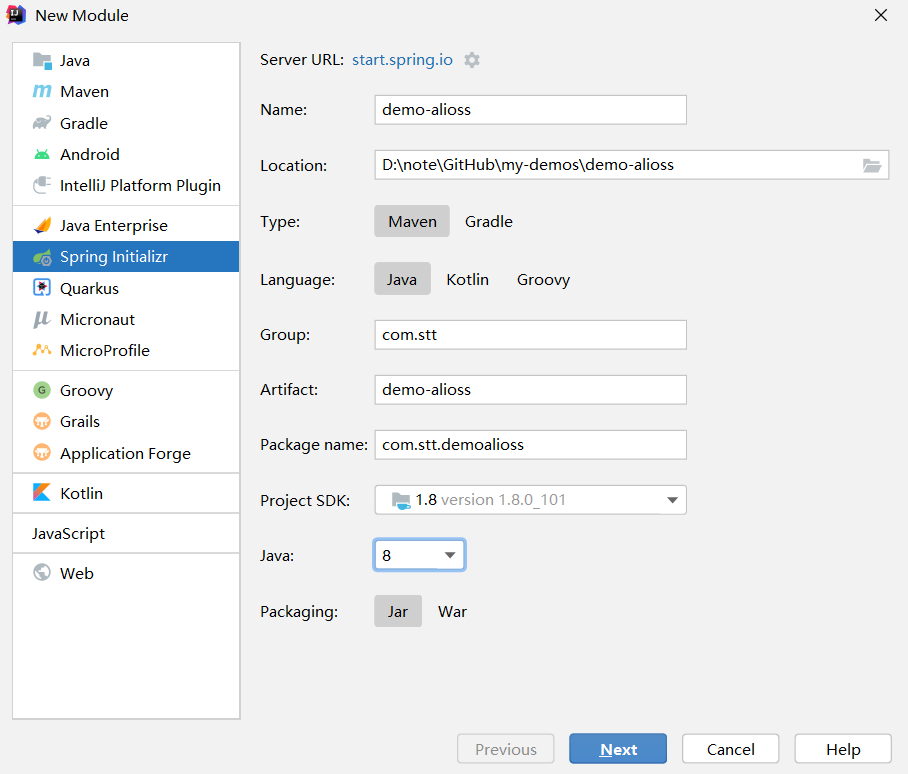 New Module
Java
Maven
Gradle
Android
IntelliJ Platform Plugin
Java Enterprise
Spring Initializr
Quarkus
Micronaut
MicroProfile
Groovy
Grails
Application Forge
Kotlin
JavaScript
Web
Server URL: start.spring.io
Name: demo-alioss
Location: D:\note\GitHub\my-demos\demo-alioss
Type: Maven Gradle
Language: Java Kotlin Groovy
Group: com.stt
Artifact: demo-alioss
Package name: com.stt.demoalioss
Project SDK: 1.8 version 1.8.0_101
Java: 8
Packaging: Jar War
Previous Next Cancel Help